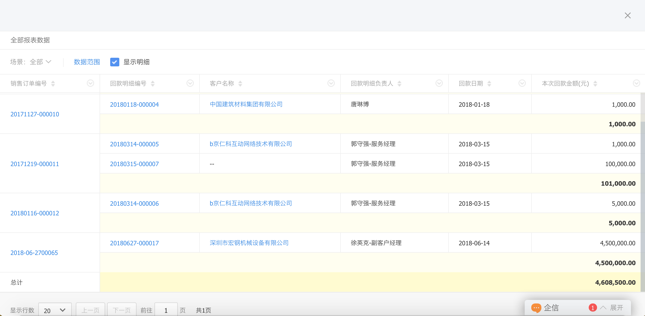 全部报表数据
场景: 全部 数据范围 显示明细
销售订单编号 回款明细编号 客户名称 回款明细负责人 回款日期 本次回款金额(元)
20171127-000010 20180118-000004 中国建筑材料集团有限公司 唐琳博 2018-01-18 1,000.00
1,000.00
20171219-000011 20180314-000005 b京仁科互动网络技术有限公司 郭守强-服务经理 2018-03-15 1,000.00
20180315-000007 -- 郭守强-服务经理 2018-03-15 100,000.00
101,000.00
20180116-000012 20180314-000006 b京仁科互动网络技术有限公司 郭守强-服务经理 2018-03-15 5,000.00
5,000.00
2018-06-2700065 20180627-000017 深圳市宏钢机械设备有限公司 徐英克-副客户经理 2018-06-14 4,500,000.00
4,500,000.00
总计 4,608,500.00
显示行数 20 上一页 下一页 前往 1 页 共1页
企信 1 展开